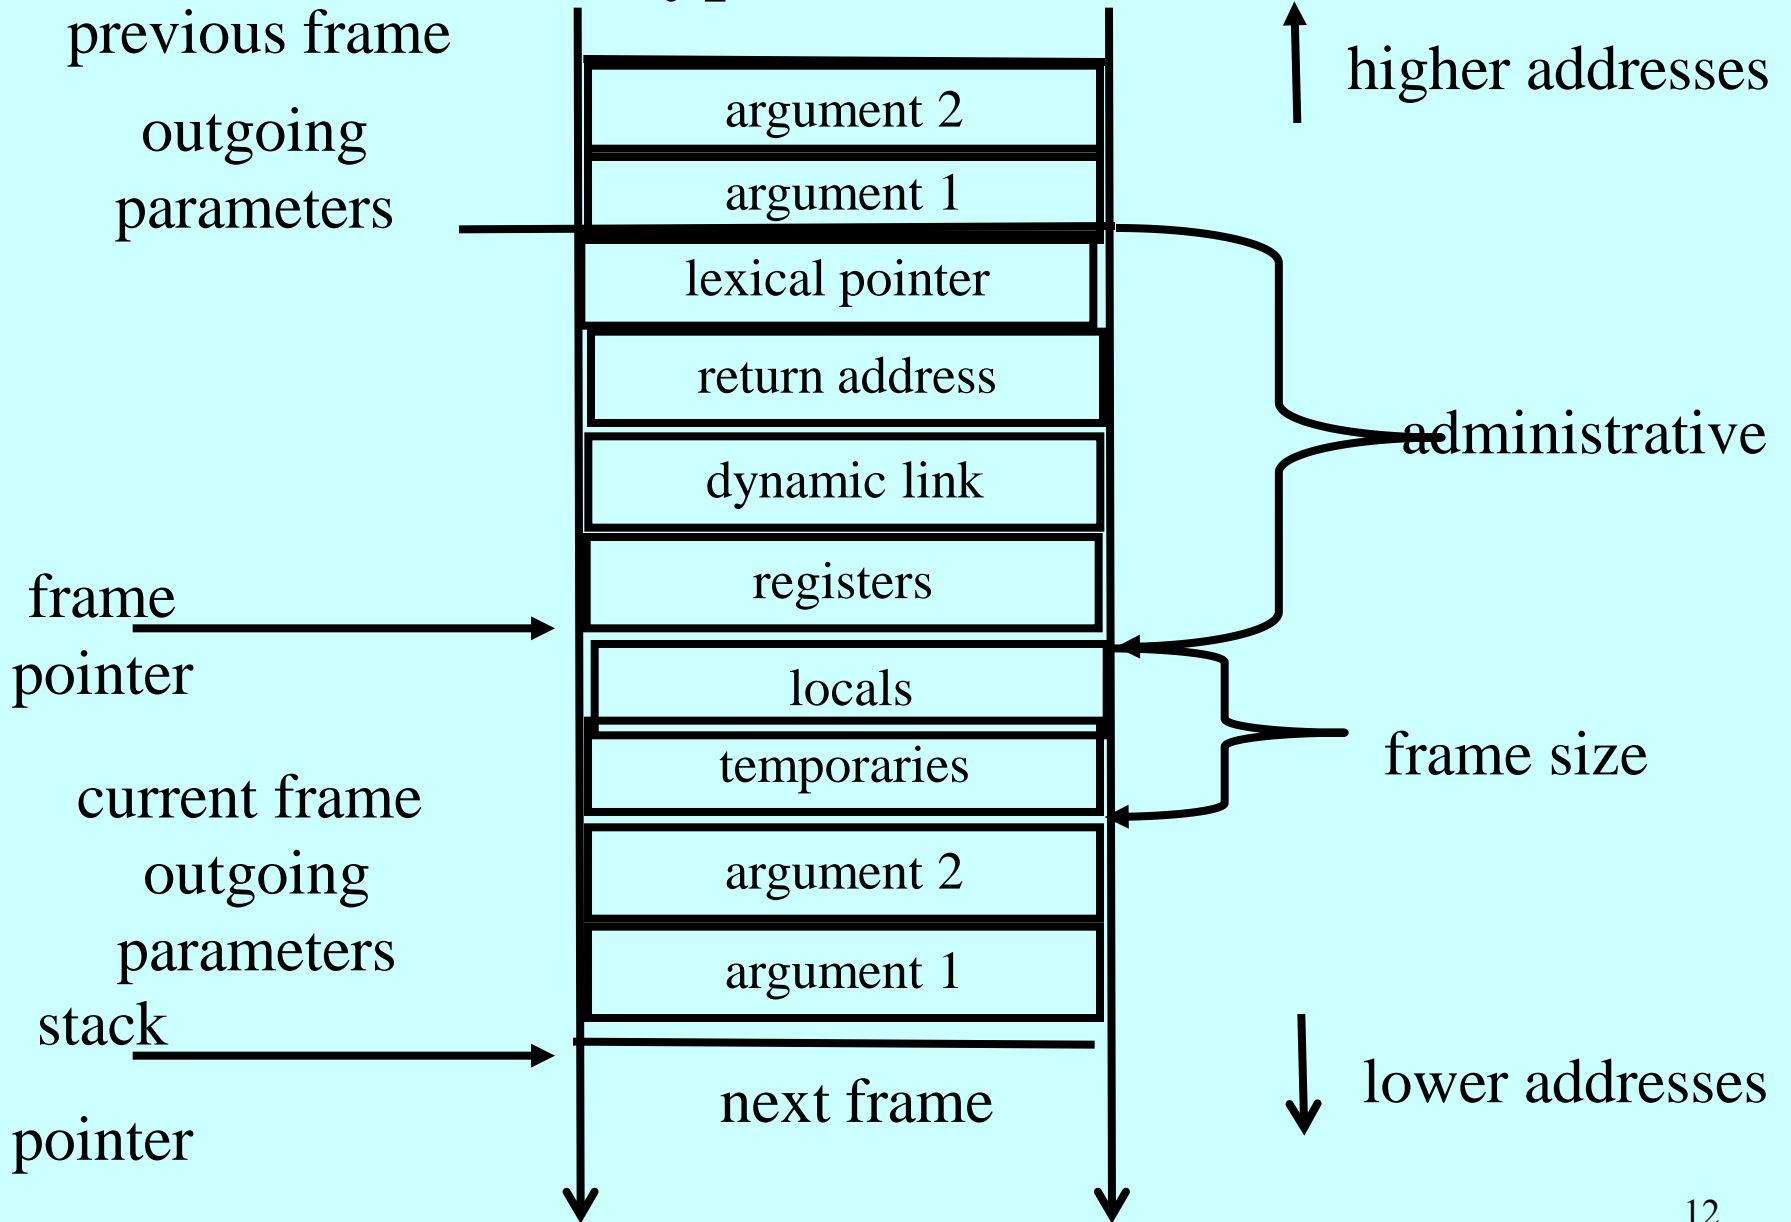 previous frame
outgoing
parameters
higher addresses
argument 2
argument 1
lexical pointer
return address
dynamic link
registers
administrative
frame
pointer
locals
temporaries
frame size
current frame
outgoing
parameters
argument 2
argument 1
stack
pointer
next frame
lower addresses
12